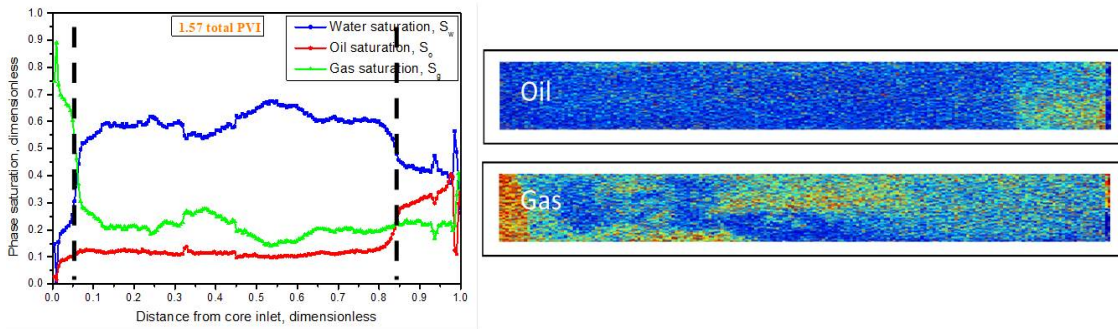 1.57 total PVI
Water saturation, Sw
Oil saturation, So
Gas saturation, Sg
Phase saturation, dimensionless
1.0
0.9
0.8
0.7
0.6
0.5
0.4
0.3
0.2
0.1
0.0
0.0 0.1 0.2 0.3 0.4 0.5 0.6 0.7 0.8 0.9 1.0
Distance from core inlet, dimensionless
Oil
Gas